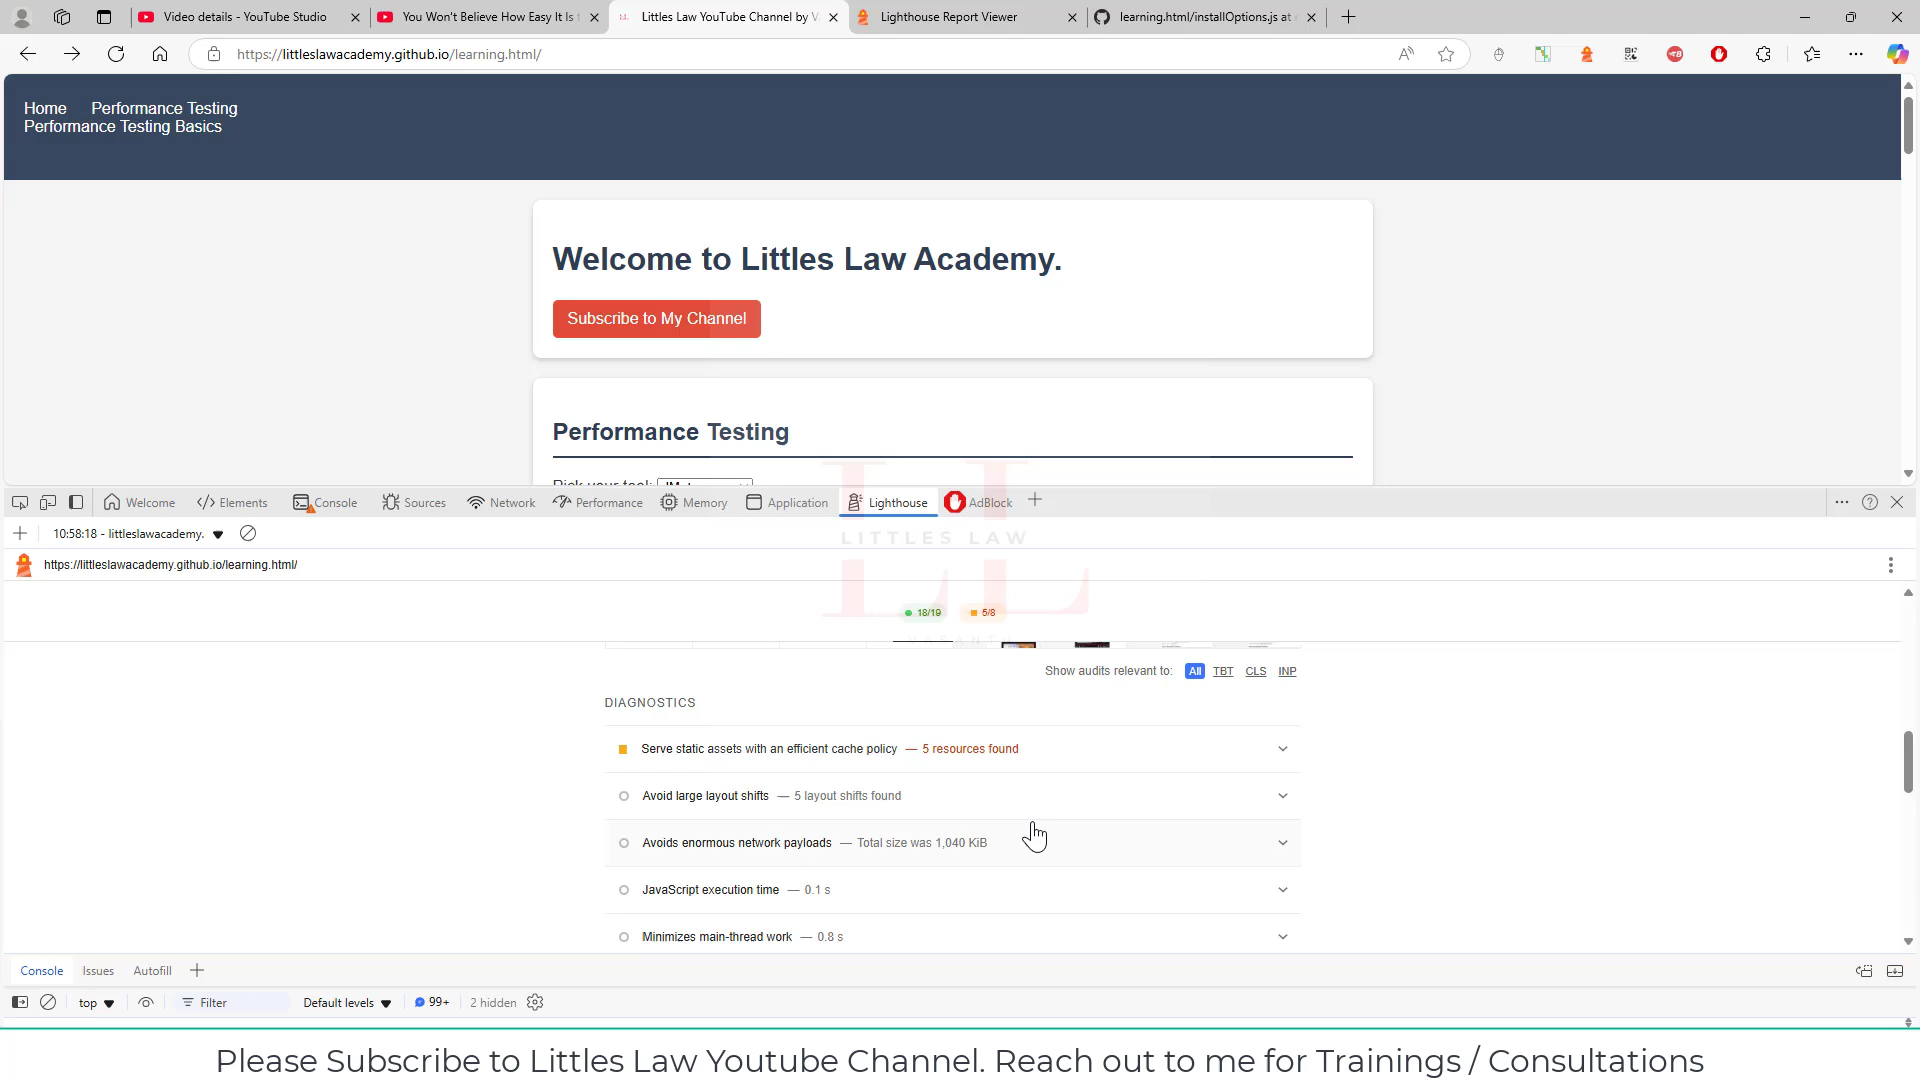 Video details - YouTube Studio
You Won't Believe How Easy It Is
Littles Law YouTube Channel by V
Lighthouse Report Viewer
learning.html/installOptions.js at
https://littleslawacademy.github.io/learning.html/
Home Performance Testing
Performance Testing Basics
Welcome to Littles Law Academy.
Subscribe to My Channel
Performance Testing
Pick your tool:
Welcome Elements Console Sources Network Performance Memory Application Lighthouse AdBlock
10:58:18 - littleslawacademy.
LITTLES LAW
https://littleslawacademy.github.io/learning.html/
LL
18/19 5/8
Show audits relevant to: All TBT CLS INP
DIAGNOSTICS
Serve static assets with an efficient cache policy — 5 resources found
Avoid large layout shifts — 5 layout shifts found
Avoids enormous network payloads — Total size was 1,040 KiB
JavaScript execution time — 0.1 s
Minimizes main-thread work — 0.8 s
Console Issues Autofill
top Filter Default levels 99+ 2 hidden
Please Subscribe to Littles Law Youtube Channel. Reach out to me for Trainings / Consultations